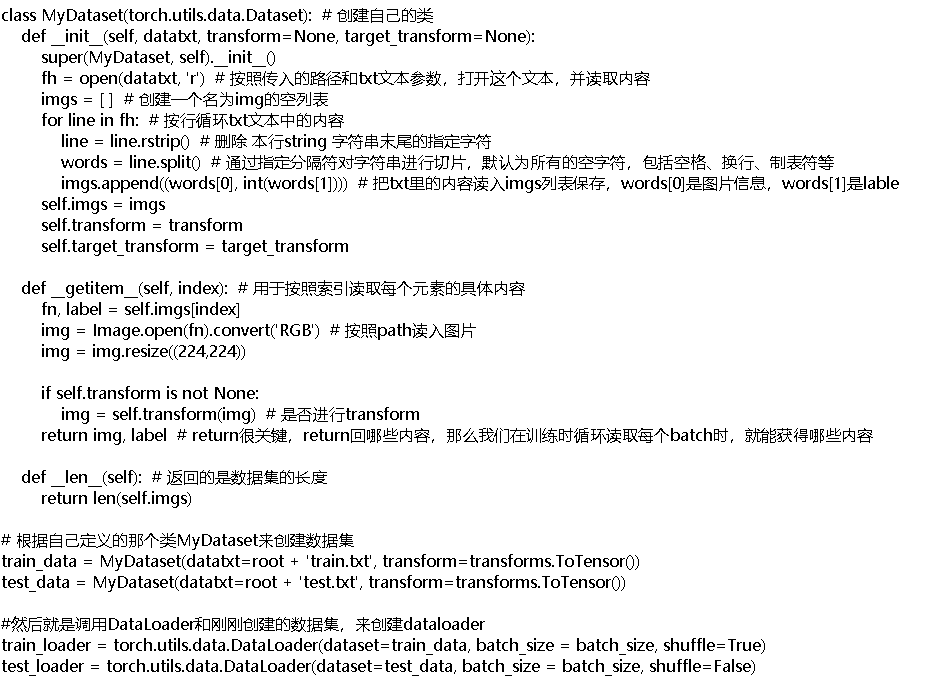 class MyDataset(torch.utils.data.Dataset):  # 创建自己的类
    def __init__(self, datatxt, transform=None, target_transform=None):
        super(MyDataset, self).__init__()
        fh = open(datatxt, 'r')  # 按照传入的路径和txt文本参数，打开这个文本，并读取内容
        imgs = [ ]  # 创建一个名为img的空列表
        for line in fh:  # 按行循环txt文本中的内容
            line = line.rstrip()  # 删除 本行string 字符串末尾的指定字符
            words = line.split()  # 通过指定分隔符对字符串进行切片，默认为所有的空字符，包括空格、换行、制表符等
            imgs.append((words[0], int(words[1])))  # 把txt里的内容读入imgs列表保存，words[0]是图片信息，words[1]是lable
        self.imgs = imgs
        self.transform = transform
        self.target_transform = target_transform

    def __getitem__(self, index):  # 用于按照索引读取每个元素的具体内容
        fn, label = self.imgs[index]
        img = Image.open(fn).convert('RGB')  # 按照path读入图片
        img = img.resize((224,224))

        if self.transform is not None:
            img = self.transform(img)  # 是否进行transform
        return img, label  # return很关键，return回哪些内容，那么我们在训练时循环读取每个batch时，就能获得哪些内容

    def __len__(self):  # 返回的是数据集的长度
        return len(self.imgs)

# 根据自己定义的那个类MyDataset来创建数据集
train_data = MyDataset(datatxt=root + 'train.txt', transform=transforms.ToTensor())
test_data = MyDataset(datatxt=root + 'test.txt', transform=transforms.ToTensor())

#然后就是调用DataLoader和刚刚创建的数据集，来创建dataloader
train_loader = torch.utils.data.DataLoader(dataset=train_data, batch_size = batch_size, shuffle=True)
test_loader = torch.utils.data.DataLoader(dataset=test_data, batch_size = batch_size, shuffle=False)